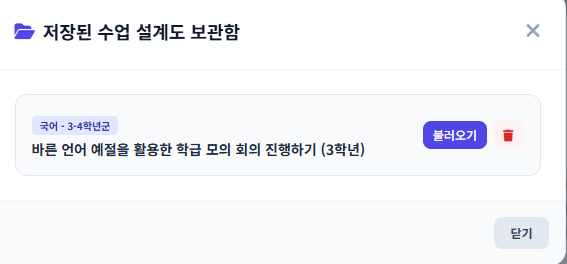 저장된 수업 설계도 보관함
국어 - 3-4학년군
바른 언어 예절을 활용한 학급 모의 회의 진행하기 (3학년)
불러오기
닫기